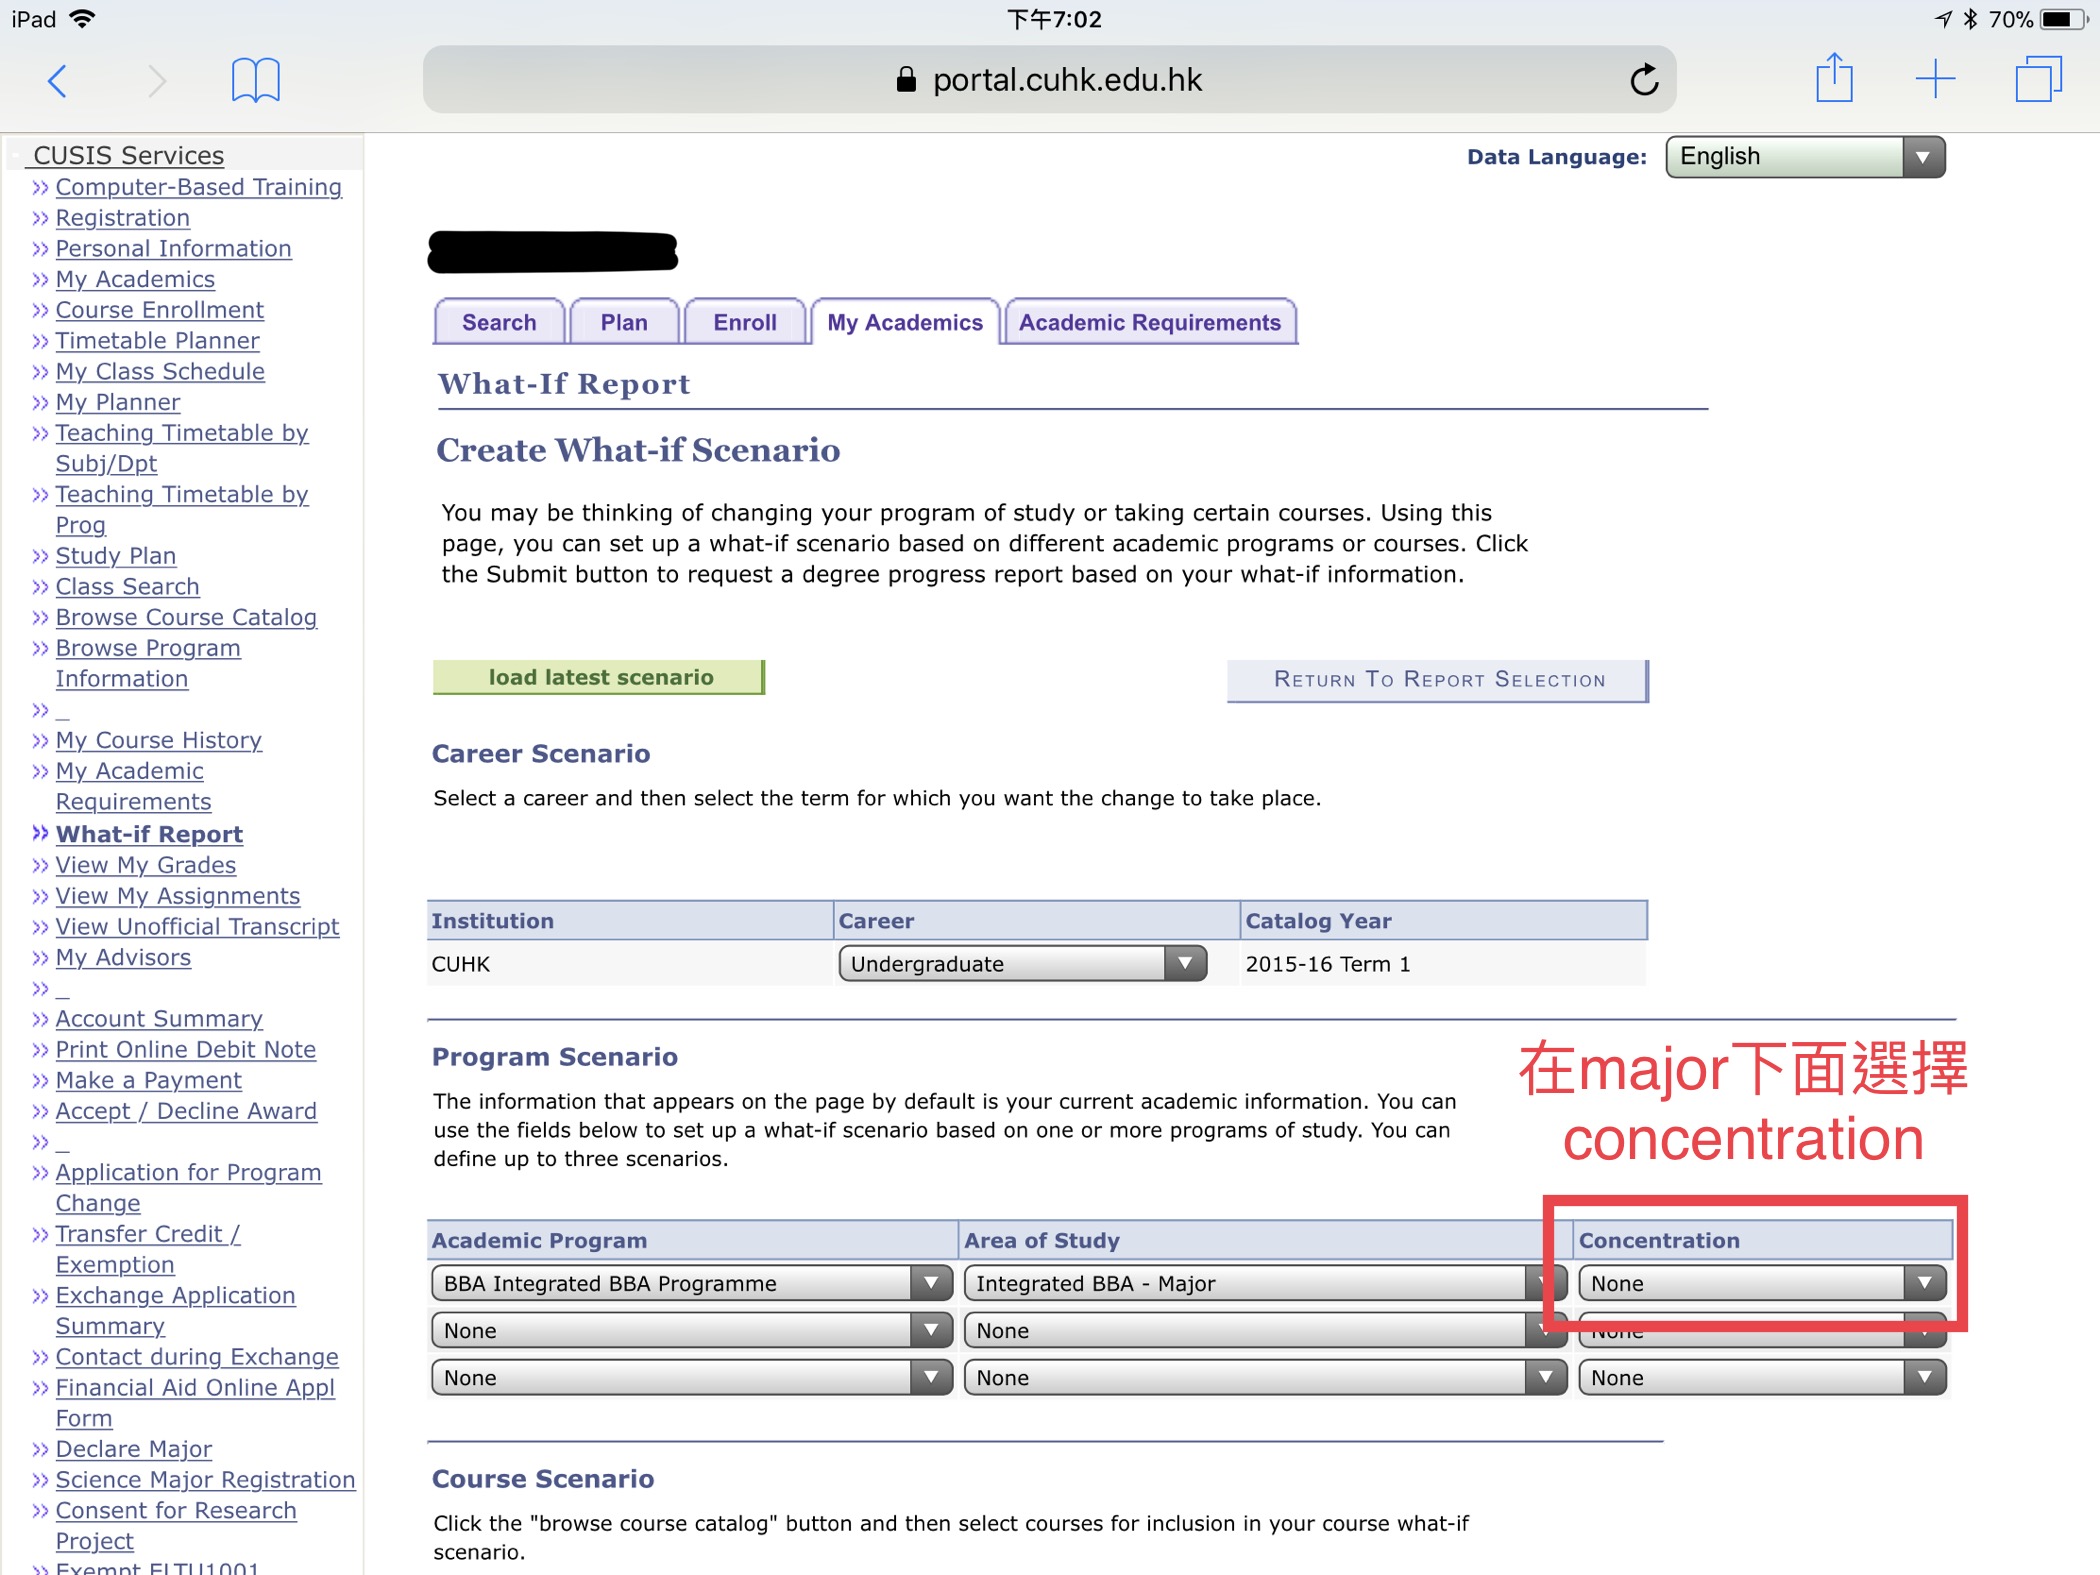 iPad
下午7:02
70%
portal.cuhk.edu.hk
CUSIS Services
» Computer-Based Training
» Registration
» Personal Information
» My Academics
» Course Enrollment
» Timetable Planner
» My Class Schedule
» My Planner
» Teaching Timetable by
Subj/Dpt
» Teaching Timetable by
Prog
» Study Plan
» Class Search
» Browse Course Catalog
» Browse Program
Information
» _
» My Course History
» My Academic
Requirements
» What-if Report
» View My Grades
» View My Assignments
» View Unofficial Transcript
» My Advisors
» _
» Account Summary
» Print Online Debit Note
» Make a Payment
» Accept / Decline Award
» _
» Application for Program
Change
» Transfer Credit /
Exemption
» Exchange Application
Summary
» Contact during Exchange
» Financial Aid Online Appl
Form
» Declare Major
» Science Major Registration
» Consent for Research
Project
» Exempt ELTU1001
Data Language: English
Search Plan Enroll My Academics Academic Requirements
What-If Report
Create What-if Scenario
You may be thinking of changing your program of study or taking certain courses. Using this
page, you can set up a what-if scenario based on different academic programs or courses. Click
the Submit button to request a degree progress report based on your what-if information.
load latest scenario
Return To Report Selection
Career Scenario
Select a career and then select the term for which you want the change to take place.
Institution Career Catalog Year
CUHK Undergraduate 2015-16 Term 1
Program Scenario
The information that appears on the page by default is your current academic information. You can
use the fields below to set up a what-if scenario based on one or more programs of study. You can
define up to three scenarios.
在major下面選擇
concentration
Academic Program Area of Study Concentration
BBA Integrated BBA Programme Integrated BBA - Major None
None None None
None None None
Course Scenario
Click the "browse course catalog" button and then select courses for inclusion in your course what-if
scenario.